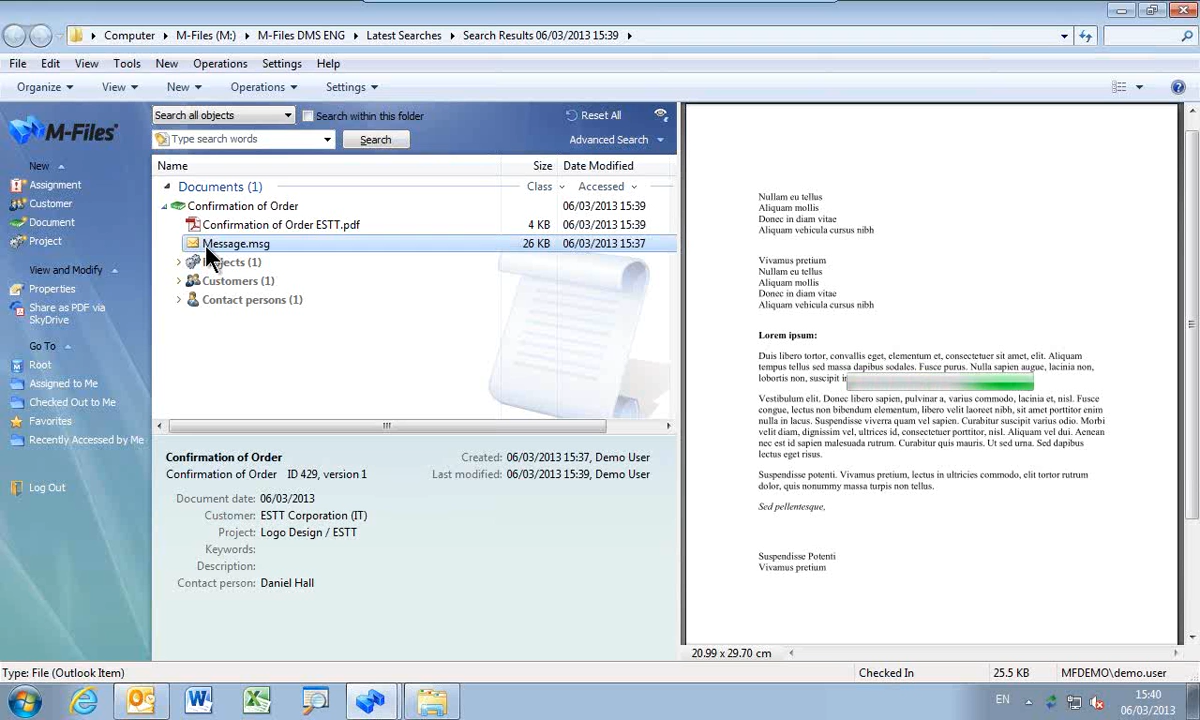 Computer ▸ M-Files (M:) ▸ M-Files DMS ENG ▸ Latest Searches ▸ Search Results 06/03/2013 15:39 ▸
File Edit View Tools New Operations Settings Help
Organize View New Operations Settings
M-Files
New
Assignment
Customer
Document
Project
View and Modify
Properties
Share as PDF via
SkyDrive
Go To
Root
Assigned to Me
Checked Out to Me
Favorites
Recently Accessed by Me
Log Out
Search all objects Search within this folder Reset All
Type search words Search Advanced Search
Name Size Date Modified
Documents (1) Class Accessed
Confirmation of Order 06/03/2013 15:39
Confirmation of Order ESTT.pdf 4 KB 06/03/2013 15:39
Message.msg 26 KB 06/03/2013 15:37
(1)
Customers (1)
Contact persons (1)
Confirmation of Order Created: 06/03/2013 15:37, Demo User
Confirmation of Order ID 429, version 1 Last modified: 06/03/2013 15:39, Demo User
Document date: 06/03/2013
Customer: ESTT Corporation (IT)
Project: Logo Design / ESTT
Keywords:
Description:
Contact person: Daniel Hall
Nullam eu tellus
Aliquam mollis
Donec in diam vitae
Aliquam vehicula cursus nibh
Vivamus pretium
Nullam eu tellus
Aliquam mollis
Donec in diam vitae
Aliquam vehicula cursus nibh
Lorem ipsum:
Duis libero tortor, convallis eget, elementum et, consectetuer sit amet, elit. Aliquam
tempus tellus sed massa dapibus sodales. Fusce purus. Nulla sapien augue, lacinia non,
lobortis non, suscipit
Vestibulum elit. Donec libero sapien, pulvinar a, varius commodo, lacinia et, nisl. Fusce
congue, lectus non bibendum elementum, libero velit laoreet nibh, sit amet porttitor enim
nulla in lacus. Suspendisse viverra quam vel sapien. Curabitur suscipit varius odio. Morbi
velit diam, dignissim vel, ultrices id, consectetuer porttitor, nisl. Aliquam vel dui. Aenean
nec est id sapien malesuada rutrum. Curabitur quis mauris. Ut sed urna. Sed dapibus
lectus eget risus.
Suspendisse potenti. Vivamus pretium, lectus in ultricies commodo, elit tortor rutrum
dolor, quis nonummy massa turpis non tellus.
Sed pellentesque,
Suspendisse Potenti
Vivamus pretium
20.99 x 29.70 cm
Type: File (Outlook Item) Checked In 25.5 KB MFDEMO\demo.user
EN 15:40
06/03/2013